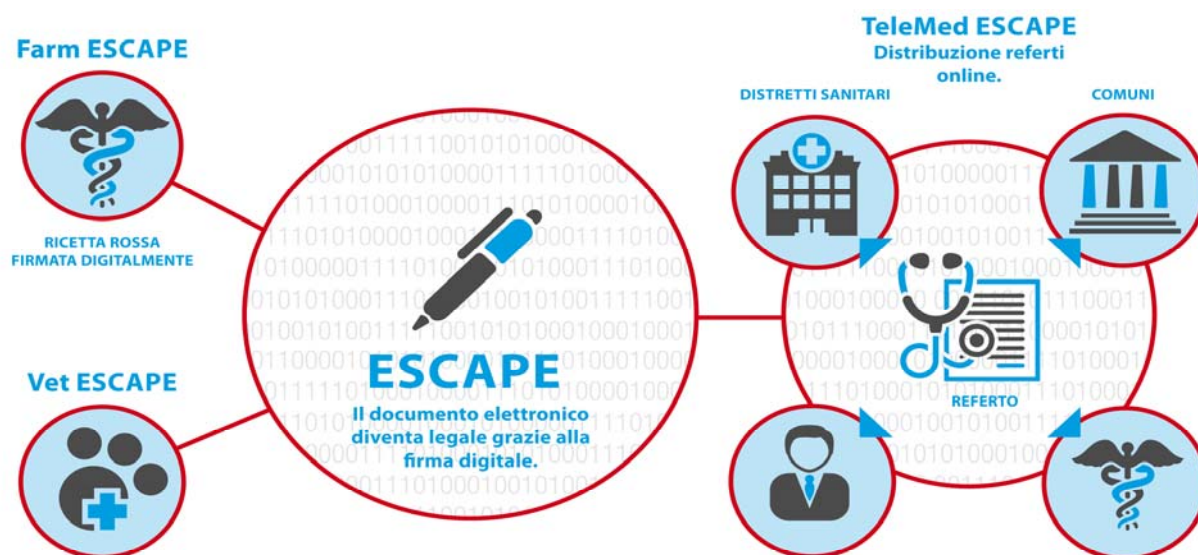 Farm ESCAPE
RICETTA ROSSA
FIRMATA DIGITALMENTE
Vet ESCAPE
ESCAPE
Il documento elettronico
diventa legale grazie alla
firma digitale.
TeleMed ESCAPE
Distribuzione referti
online.
DISTRETTI SANITARI
COMUNI
REFERTO